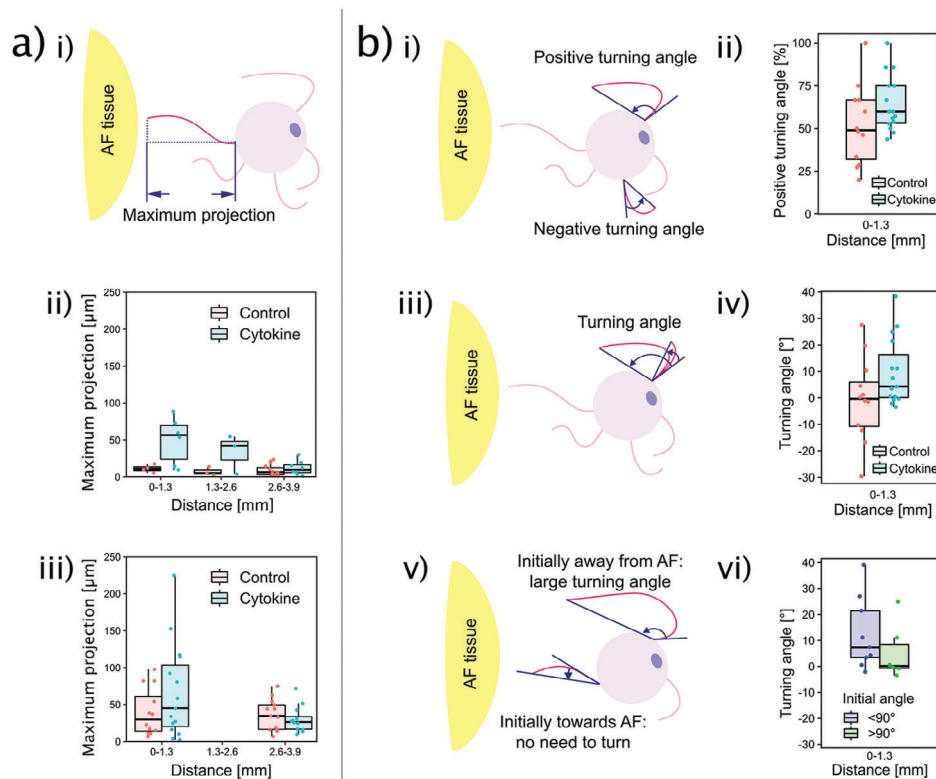 a) i)
AF tissue
Maximum projection
ii)
Maximum projection [µm]
250
200
150
100
50
0
Control
Cytokine
0-1.3
1.3-2.6
2.6-3.9
Distance [mm]
iii)
Maximum projection [µm]
250
200
150
100
50
0
Control
Cytokine
0-1.3
1.3-2.6
2.6-3.9
Distance [mm]
b) i)
AF tissue
Positive turning angle
Negative turning angle
ii)
Positive turning angle [%]
100
75
50
25
0
Control
Cytokine
0-1.3
Distance [mm]
iii)
AF tissue
Turning angle
iv)
Turning angle [°]
40
30
20
10
0
-10
-20
-30
Control
Cytokine
0-1.3
Distance [mm]
v)
AF tissue
Initially away from AF:
large turning angle
Initially towards AF:
no need to turn
vi)
Turning angle [°]
40
30
20
10
0
-10
-20
-30
Initial angle
<90°
>90°
0-1.3
Distance [mm]